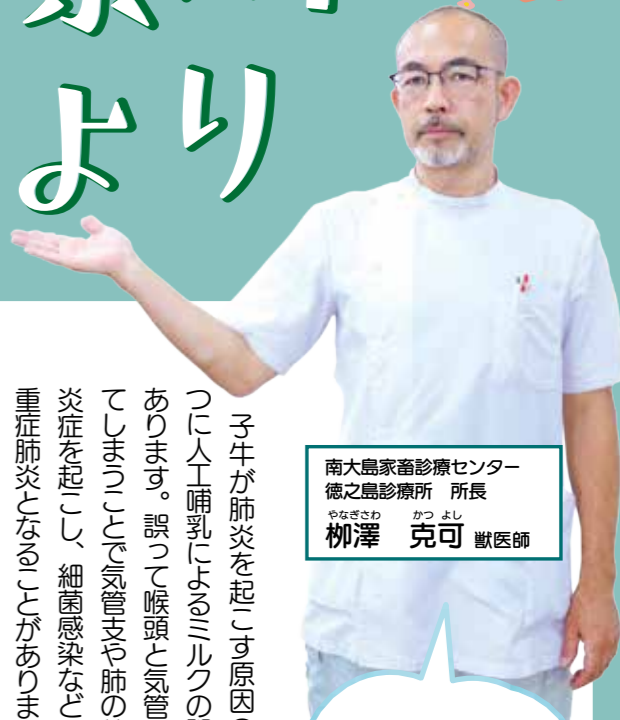 より
南大島家畜診療センター
徳之島診療所 所長
やなぎさわ かつよし
栁澤 克可 獣医師
子牛が肺炎を起こす原因の
つに人工哺乳によるミルクの
あります。誤って喉頭と気管
てしまうことで気管支や肺の
炎症を起こし、細菌感染など
重症肺炎となることがありま